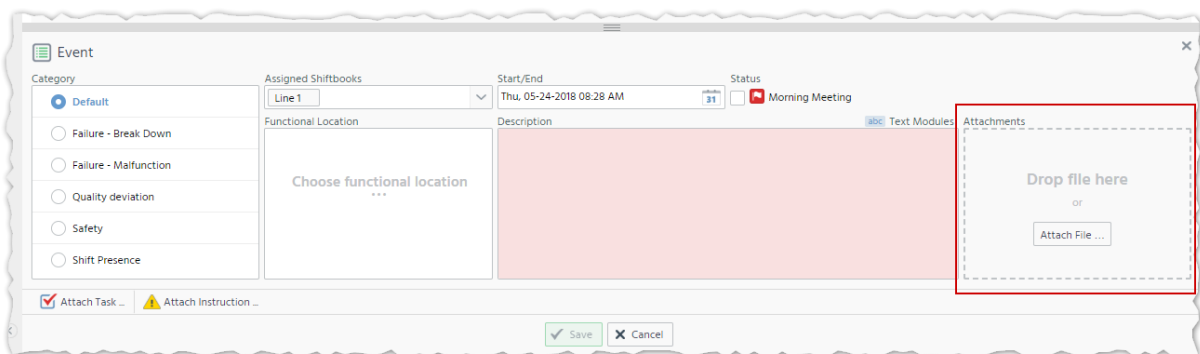 Event
Category
Default
Failure - Break Down
Failure - Malfunction
Quality deviation
Safety
Shift Presence
Assigned Shiftbooks
Line 1
Start/End
Thu, 05-24-2018 08:28 AM
31
Status
Morning Meeting
Functional Location
Choose functional location
...
Description
abc Text Modules
Attachments
Drop file here
or
Attach File ...
Attach Task ...
Attach Instruction ...
Save
Cancel